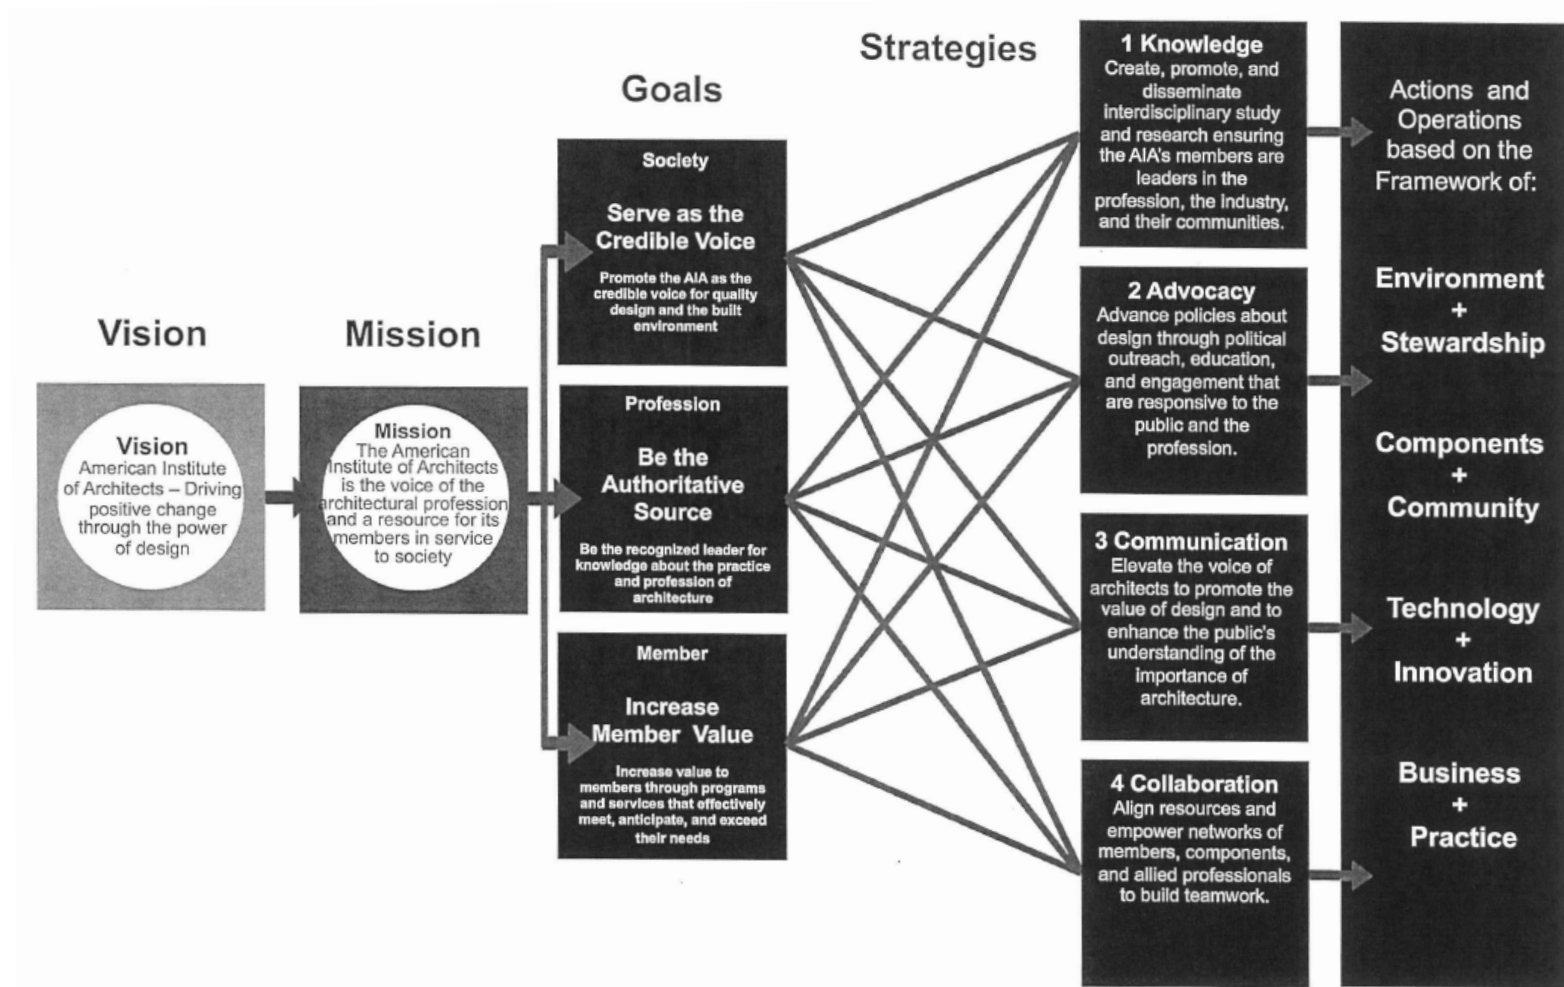 Vision
Vision
American Institute
of Architects – Driving
positive change
through the power
of design
Mission
Mission
The American
Institute of Architects
is the voice of the
architectural profession
and a resource for its
members in service
to society
Goals
Society
Serve as the
Credible Voice
Promote the AIA as the
credible voice for quality
design and the built
environment
Profession
Be the
Authoritative
Source
Be the recognized leader for
knowledge about the practice
and profession of
architecture
Member
Increase
Member Value
Increase value to
members through programs
and services that effectively
meet, anticipate, and exceed
their needs
Strategies
1 Knowledge
Create, promote, and
disseminate
interdisciplinary study
and research ensuring
the AIA's members are
leaders in the
profession, the industry,
and their communities.
2 Advocacy
Advance policies about
design through political
outreach, education,
and engagement that
are responsive to the
public and the
profession.
3 Communication
Elevate the voice of
architects to promote the
value of design and to
enhance the public's
understanding of the
importance of
architecture.
4 Collaboration
Align resources and
empower networks of
members, components,
and allied professionals
to build teamwork.
Actions and
Operations
based on the
Framework of:
Environment
+
Stewardship
Components
+
Community
Technology
+
Innovation
Business
+
Practice